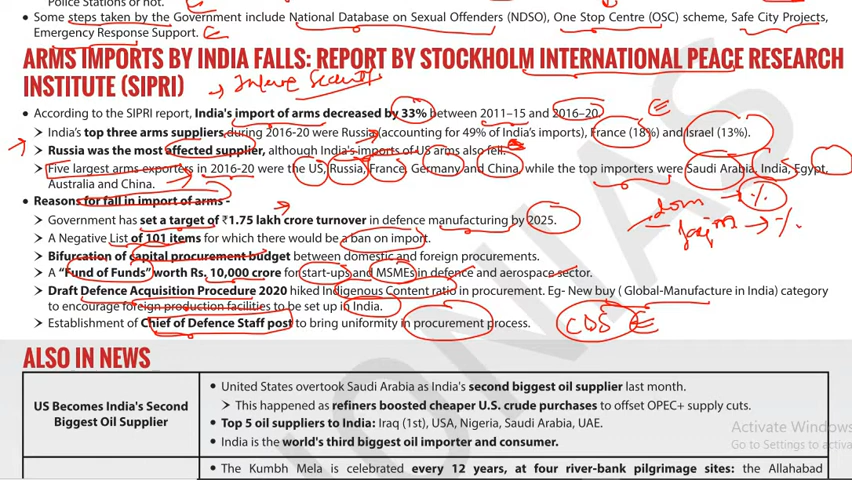 Police Stations or not.
• Some steps taken by the Government include National Database on Sexual Offenders (NDSO), One Stop Centre (OSC) scheme, Safe City Projects,
Emergency Response Support.
ARMS IMPORTS BY INDIA FALLS: REPORT BY STOCKHOLM INTERNATIONAL PEACE RESEARCH
INSTITUTE (SIPRI)
• According to the SIPRI report, India's import of arms decreased by 33% between 2011–15 and 2016–20.
➤ India's top three arms suppliers during 2016-20 were Russia (accounting for 49% of India's imports), France (18%) and Israel (13%).
➤ Russia was the most affected supplier, although India's imports of US arms also fell.
➤ Five largest arms exporters in 2016-20 were the US, Russia, France, Germany and China, while the top importers were Saudi Arabia, India, Egypt,
Australia and China.
• Reasons for fall in import of arms -
➤ Government has set a target of ₹1.75 lakh crore turnover in defence manufacturing by 2025.
➤ A Negative List of 101 items for which there would be a ban on import.
➤ Bifurcation of capital procurement budget between domestic and foreign procurements.
➤ A "Fund of Funds" worth Rs. 10,000 crore for start-ups and MSMEs in defence and aerospace sector.
➤ Draft Defence Acquisition Procedure 2020 hiked Indigenous Content ratio in procurement. Eg- New buy ( Global-Manufacture in India) category
to encourage foreign production facilities to be set up in India.
➤ Establishment of Chief of Defence Staff post to bring uniformity in procurement process.
CDS
ALSO IN NEWS
US Becomes India's Second
Biggest Oil Supplier
• United States overtook Saudi Arabia as India's second biggest oil supplier last month.
➤ This happened as refiners boosted cheaper U.S. crude purchases to offset OPEC+ supply cuts.
• Top 5 oil suppliers to India: Iraq (1st), USA, Nigeria, Saudi Arabia, UAE.
• India is the world's third biggest oil importer and consumer.
• The Kumbh Mela is celebrated every 12 years, at four river-bank pilgrimage sites: the Allahabad
Activate Windows
Go to Settings to activa